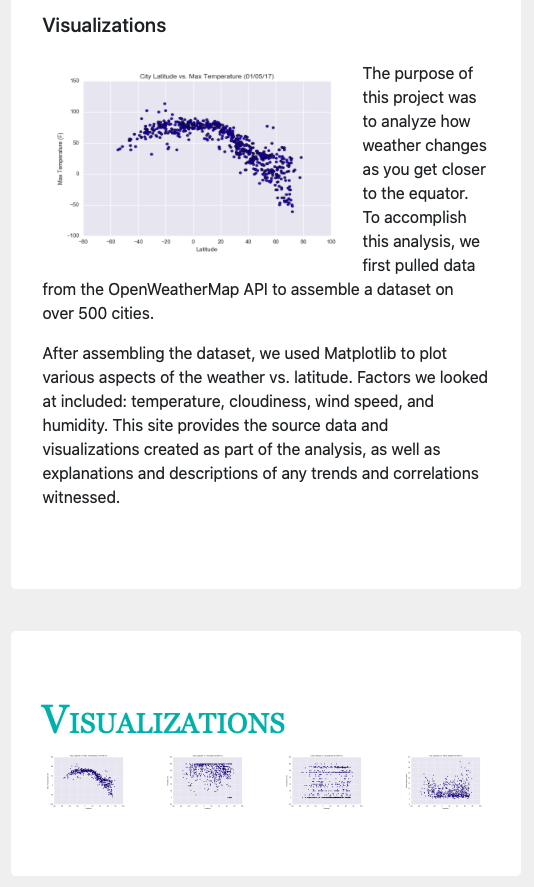 Visualizations
City Latitude vs. Max Temperature (01/05/17)
150
100
50
0
−50
−100
−80
−60
−40
−20
0
20
40
60
80
100
Max Temperature (F)
Latitude
The purpose of
this project was
to analyze how
weather changes
as you get closer
to the equator.
To accomplish
this analysis, we
first pulled data
from the OpenWeatherMap API to assemble a dataset on
over 500 cities.
After assembling the dataset, we used Matplotlib to plot
various aspects of the weather vs. latitude. Factors we looked
at included: temperature, cloudiness, wind speed, and
humidity. This site provides the source data and
visualizations created as part of the analysis, as well as
explanations and descriptions of any trends and correlations
witnessed.
Visualizations